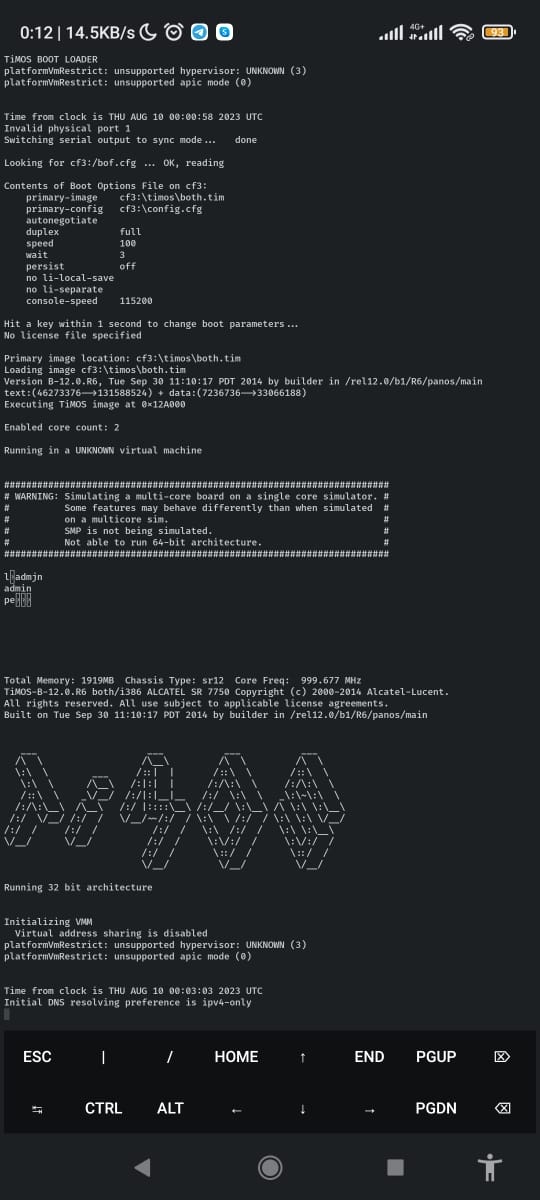 0:12 | 14.5KB/s
4G+
93
TiMOS BOOT LOADER
platformVmRestrict: unsupported hypervisor: UNKNOWN (3)
platformVmRestrict: unsupported apic mode (0)
Time from clock is THU AUG 10 00:00:58 2023 UTC
Invalid physical port 1
Switching serial output to sync mode...   done
Looking for cf3:/bof.cfg ... OK, reading
Contents of Boot Options File on cf3:
    primary-image    cf3:\timos\both.tim
    primary-config   cf3:\config.cfg
    autonegotiate
    duplex           full
    speed            100
    wait             3
    persist          off
    no li-local-save
    no li-separate
    console-speed    115200
Hit a key within 1 second to change boot parameters...
No license file specified
Primary image location: cf3:\timos\both.tim
Loading image cf3:\timos\both.tim
Version B-12.0.R6, Tue Sep 30 11:10:17 PDT 2014 by builder in /rel12.0/b1/R6/panos/main
text:(46273376-->131588524) + data:(7236736-->33066188)
Executing TiMOS image at 0x12A000
Enabled core count: 2
Running in a UNKNOWN virtual machine
######################################################################
# WARNING: Simulating a multi-core board on a single core simulator. #
#          Some features may behave differently than when simulated  #
#          on a multicore sim.                                       #
#          SMP is not being simulated.                               #
#          Not able to run 64-bit architecture.                      #
######################################################################
admjn
admin
pe
Total Memory: 1919MB  Chassis Type: sr12  Core Freq:  999.677 MHz
TiMOS-B-12.0.R6 both/i386 ALCATEL SR 7750 Copyright (c) 2000-2014 Alcatel-Lucent.
All rights reserved. All use subject to applicable license agreements.
Built on Tue Sep 30 11:10:17 PDT 2014 by builder in /rel12.0/b1/R6/panos/main
Running 32 bit architecture
Initializing VMM
  Virtual address sharing is disabled
platformVmRestrict: unsupported hypervisor: UNKNOWN (3)
platformVmRestrict: unsupported apic mode (0)
Time from clock is THU AUG 10 00:03:03 2023 UTC
Initial DNS resolving preference is ipv4-only
ESC | / HOME ↑ END PGUP
CTRL ALT ← ↓ → PGDN